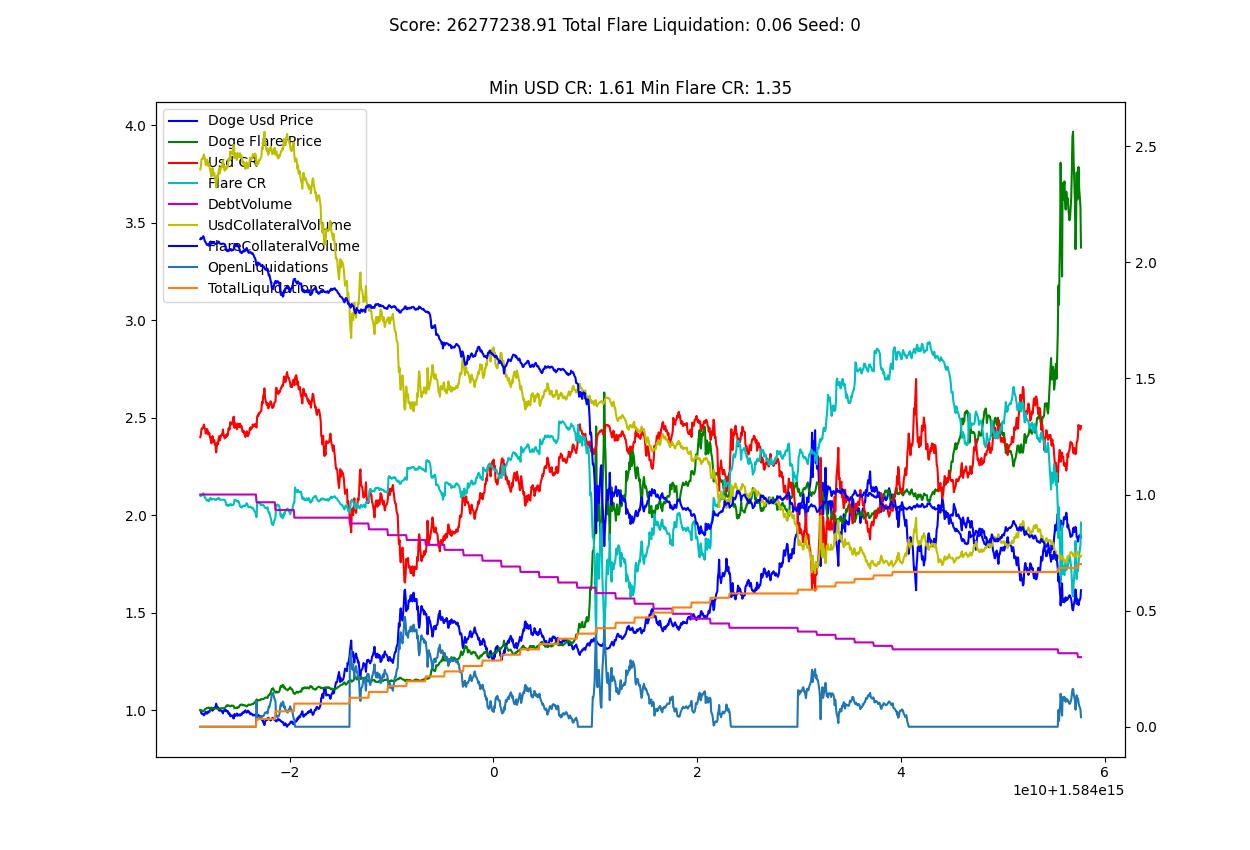 Score: 26277238.91 Total Flare Liquidation: 0.06 Seed: 0
Min USD CR: 1.61 Min Flare CR: 1.35
Doge Usd Price
Doge Flare Price
Usd CR
Flare CR
DebtVolume
UsdCollateralVolume
FlareCollateralVolume
OpenLiquidations
TotalLiquidations
4.0
3.5
3.0
2.5
2.0
1.5
1.0
2.5
2.0
1.5
1.0
0.5
0.0
−2
0
2
4
6
1e10+1.584e15